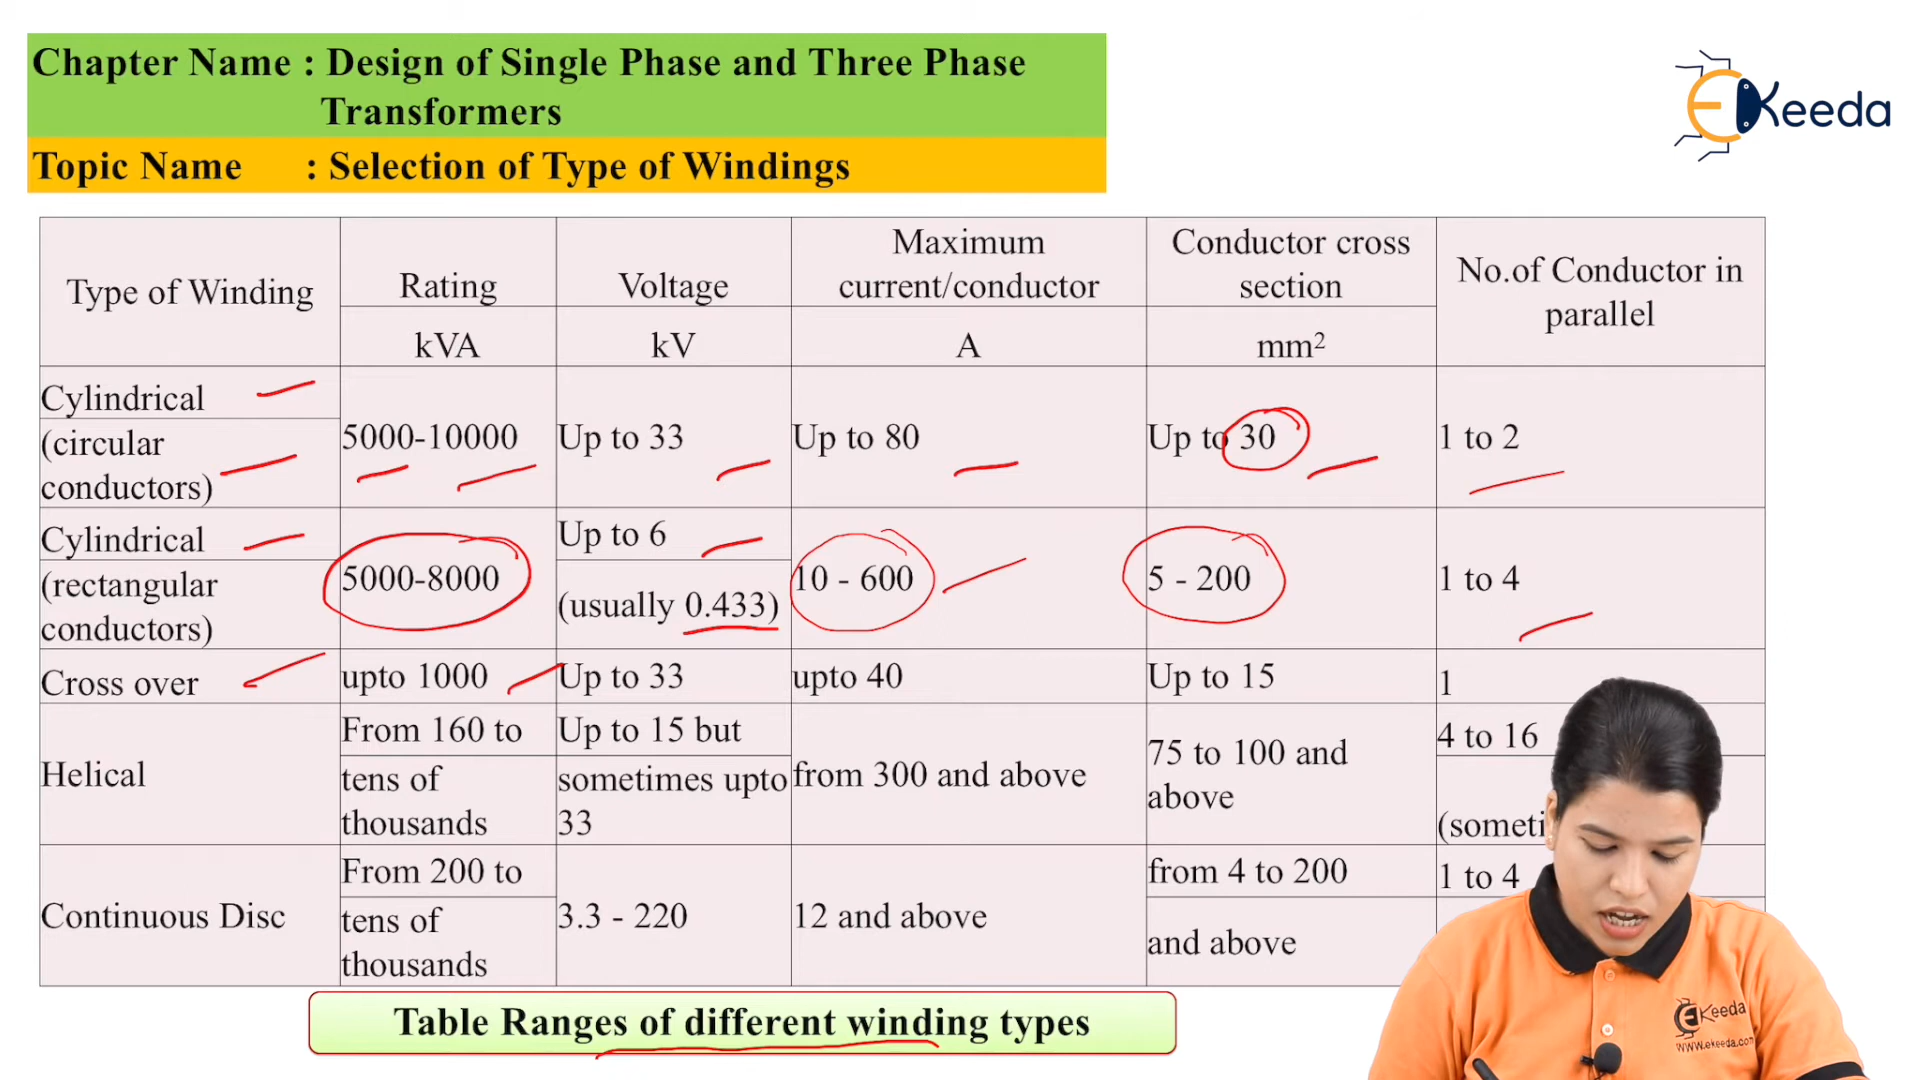 Chapter Name : Design of Single Phase and Three Phase
Transformers
Topic Name : Selection of Type of Windings
EKeeda
Type of Winding
Rating
kVA
Voltage
kV
Maximum
current/conductor
A
Conductor cross
section
mm²
No.of Conductor in
parallel
Cylindrical
(circular
conductors)
5000-10000
Up to 33
Up to 80
Up to 30
1 to 2
Cylindrical
(rectangular
conductors)
5000-8000
Up to 6
(usually 0.433)
10 - 600
5 - 200
1 to 4
Cross over
upto 1000
Up to 33
upto 40
Up to 15
1
Helical
From 160 to
tens of
thousands
Up to 15 but
sometimes upto
33
from 300 and above
75 to 100 and
above
4 to 16
Continuous Disc
From 200 to
tens of
thousands
3.3 - 220
12 and above
from 4 to 200
and above
1 to 4
Table Ranges of different winding types
EKeeda
www.ekeeda.com